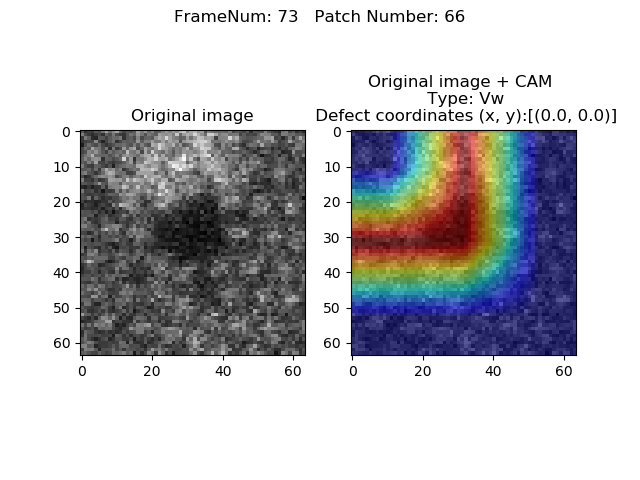 FrameNum: 73   Patch Number: 66
Original image
Original image + CAM
Type: Vw
Defect coordinates (x, y):[(0.0, 0.0)]
0
10
20
30
40
50
60
0 20 40 60
0
10
20
30
40
50
60
0 20 40 60